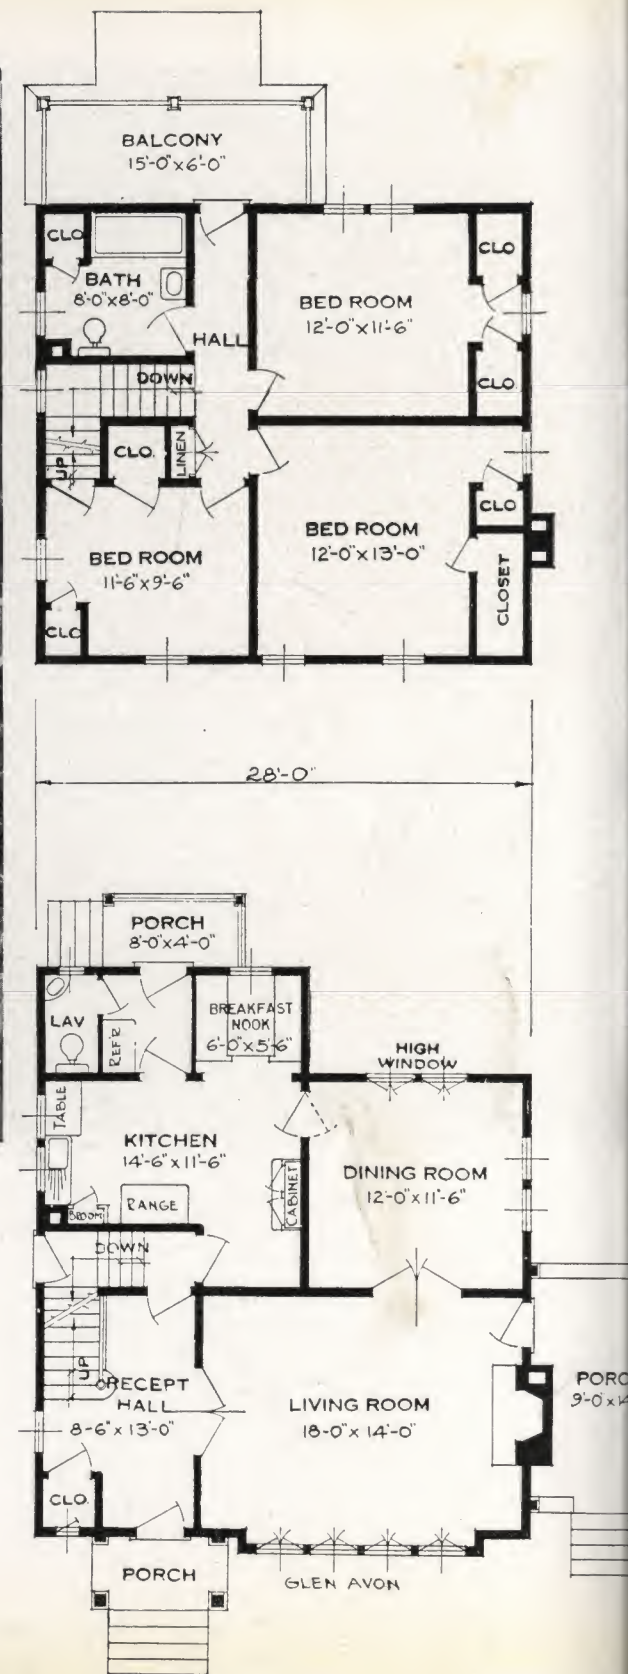 BALCONY
15'-0"x6'-0"
CLO
BATH
8'-0"x8'-0"
HALL
BED ROOM
12'-0"x11'-6"
CLO
CLO
DOWN
UP
CLO.
LINEN
BED ROOM
11'-6"x9'-6"
CLO
BED ROOM
12'-0"x13'-0"
CLO
CLOSET
28'-0"
PORCH
8'-0"x4'-0"
LAV
REF'R
BREAKFAST
NOOK
6'-0"x5'-6"
HIGH
WINDOW
TABLE
KITCHEN
14'-6"x11'-6"
BROOM
RANGE
CABINET
DINING ROOM
12'-0"x11'-6"
DOWN
UP
RECEPT
HALL
8'-6"x13'-0"
LIVING ROOM
18'-0"x14'-0"
PORC
9'-0"x14
CLO.
PORCH
GLEN AVON